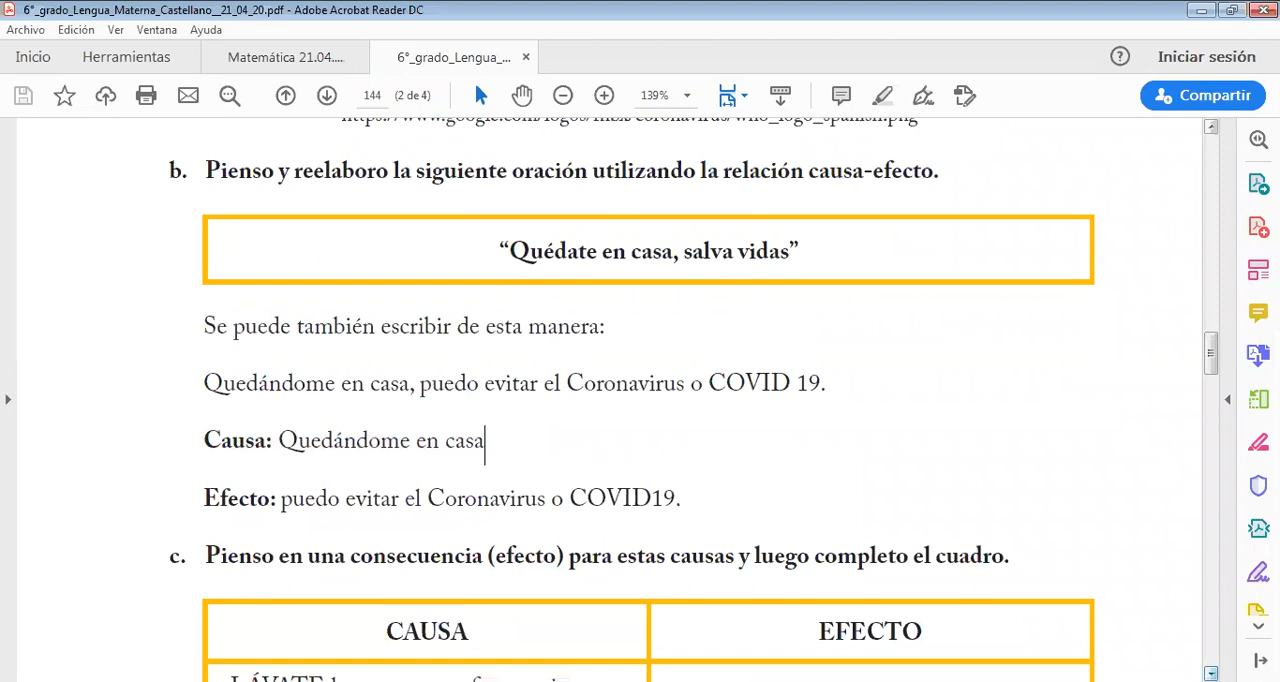 6°_grado_Lengua_Materna_Castellano__21_04_20.pdf - Adobe Acrobat Reader DC
Archivo Edición Ver Ventana Ayuda
Inicio Herramientas Matemática 21.04.... 6°_grado_Lengua_... × Iniciar sesión
144 (2 de 4) 139% Compartir
b. Pienso y reelaboro la siguiente oración utilizando la relación causa-efecto.
“Quédate en casa, salva vidas”
Se puede también escribir de esta manera:
Quedándome en casa, puedo evitar el Coronavirus o COVID 19.
Causa: Quedándome en casa
Efecto: puedo evitar el Coronavirus o COVID19.
c. Pienso en una consecuencia (efecto) para estas causas y luego completo el cuadro.
CAUSA EFECTO
LÁVATE